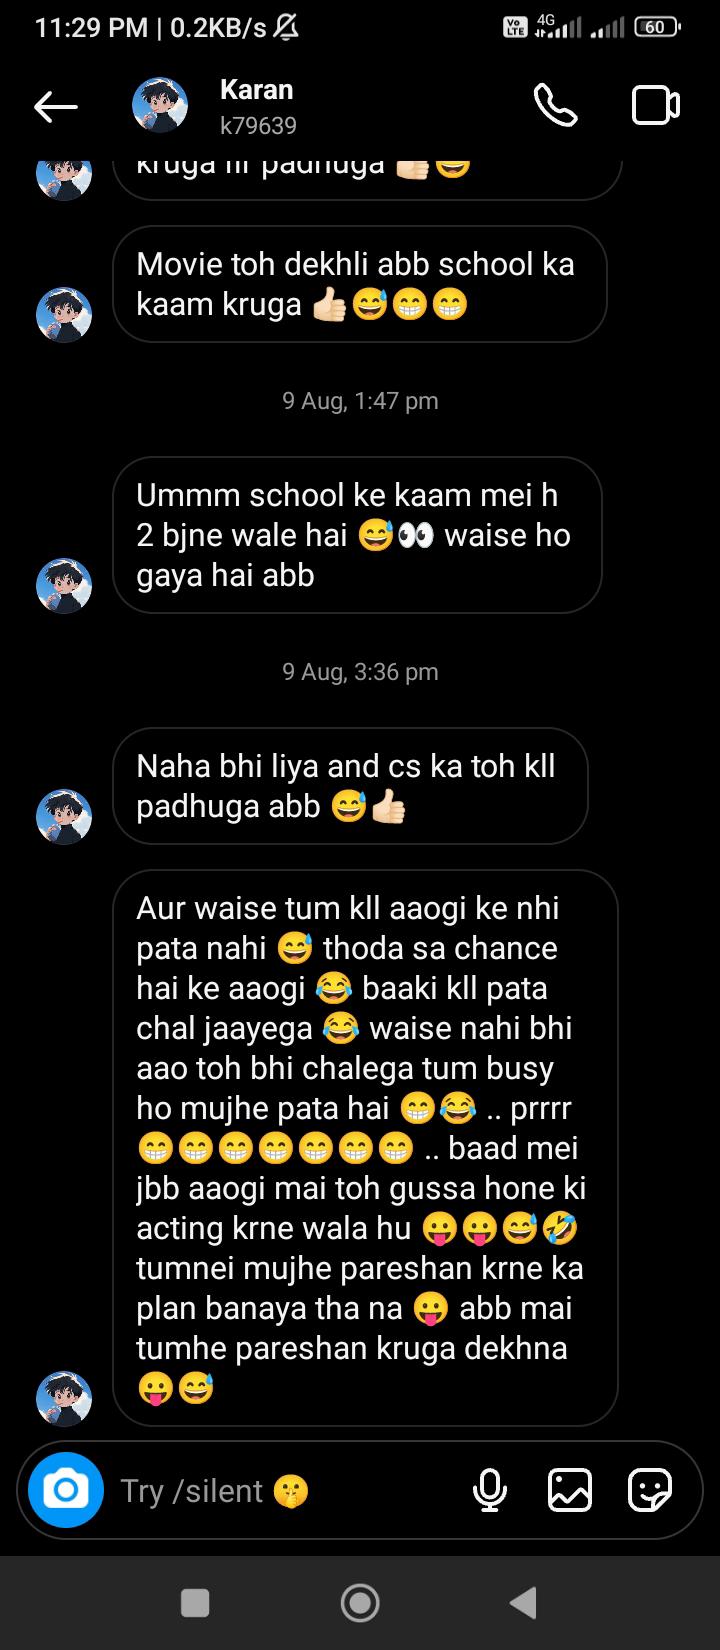 11:29 PM | 0.2KB/s
Vo LTE 4G 60
Karan
k79639
kruga fir padhuga 👍🏻😅
Movie toh dekhli abb school ka
kaam kruga 👍🏻😅😁😁
9 Aug, 1:47 pm
Ummm school ke kaam mei h
2 bjne wale hai 😅👀 waise ho
gaya hai abb
9 Aug, 3:36 pm
Naha bhi liya and cs ka toh kll
padhuga abb 😅👍🏻
Aur waise tum kll aaogi ke nhi
pata nahi 😅 thoda sa chance
hai ke aaogi 😂 baaki kll pata
chal jaayega 😂 waise nahi bhi
aao toh bhi chalega tum busy
ho mujhe pata hai 😁😂 .. prrrr
😁😁😁😁😁😁😁 .. baad mei
jbb aaogi mai toh gussa hone ki
acting krne wala hu 😛😛😅🤣
tumnei mujhe pareshan krne ka
plan banaya tha na 😛 abb mai
tumhe pareshan kruga dekhna
😛😅
Try /silent 🤫